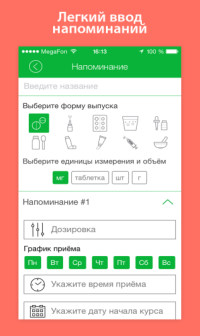 Легкий ввод
напоминаний
MegaFon 16:13 100 %
Напоминание
Введите название
Выберите форму выпуска
Выберите единицы измерения и объём
мг таблетка шт г
Напоминание #1
Дозировка
График приёма
Пн Вт Ср Чт Пт Сб Вс
Укажите время приёма
Укажите дату начала курса